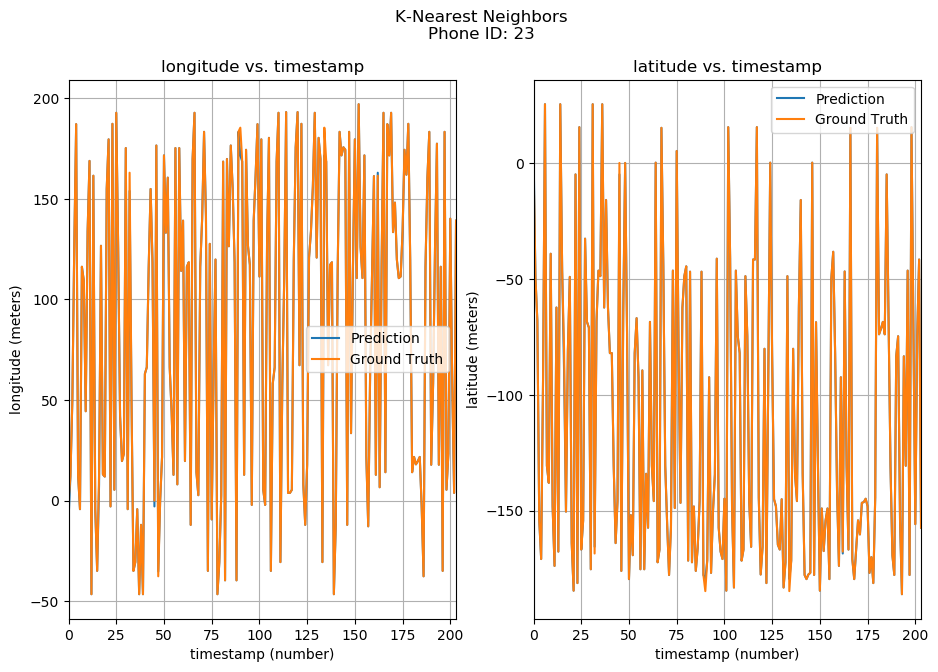 K-Nearest Neighbors
Phone ID: 23
longitude vs. timestamp
longitude (meters)
200
150
100
50
0
−50
Prediction
Ground Truth
0 25 50 75 100 125 150 175 200
timestamp (number)
latitude vs. timestamp
latitude (meters)
0
−50
−100
−150
Prediction
Ground Truth
0 25 50 75 100 125 150 175 200
timestamp (number)